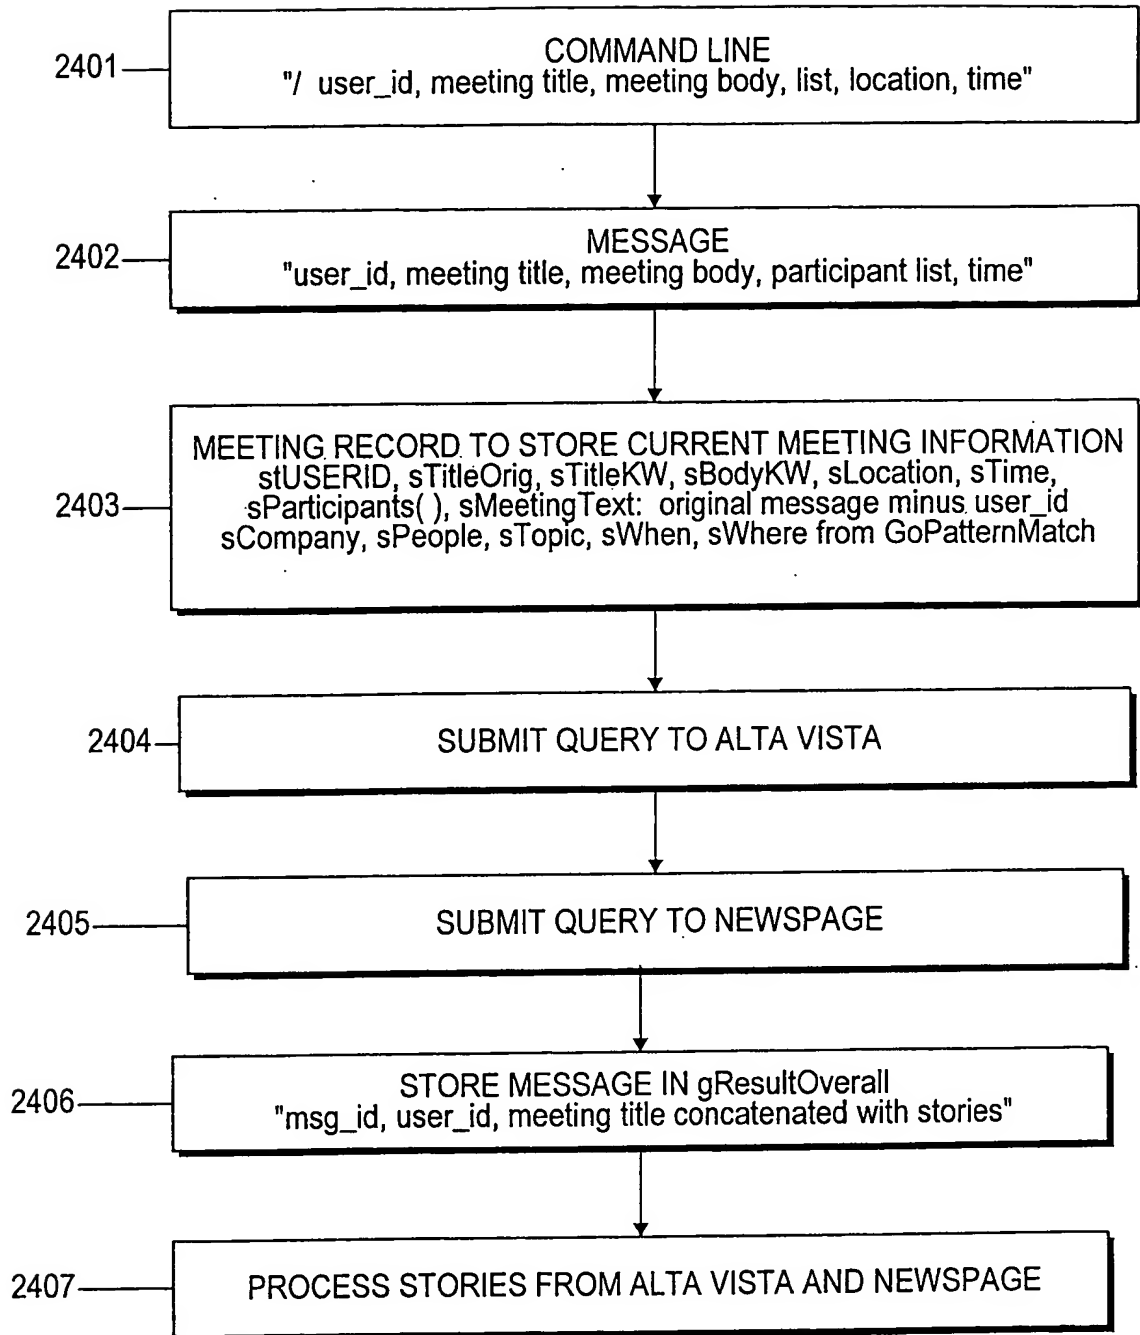 2401
COMMAND LINE
"/ user_id, meeting title, meeting body, list, location, time"
2402
MESSAGE
"user_id, meeting title, meeting body, participant list, time"
2403
MEETING RECORD TO STORE CURRENT MEETING INFORMATION
stUSERID, sTitleOrig, sTitleKW, sBodyKW, sLocation, sTime,
sParticipants( ), sMeetingText: original message minus user_id
sCompany, sPeople, sTopic, sWhen, sWhere from GoPatternMatch
2404
SUBMIT QUERY TO ALTA VISTA
2405
SUBMIT QUERY TO NEWSPAGE
2406
STORE MESSAGE IN gResultOverall
"msg_id, user_id, meeting title concatenated with stories"
2407
PROCESS STORIES FROM ALTA VISTA AND NEWSPAGE